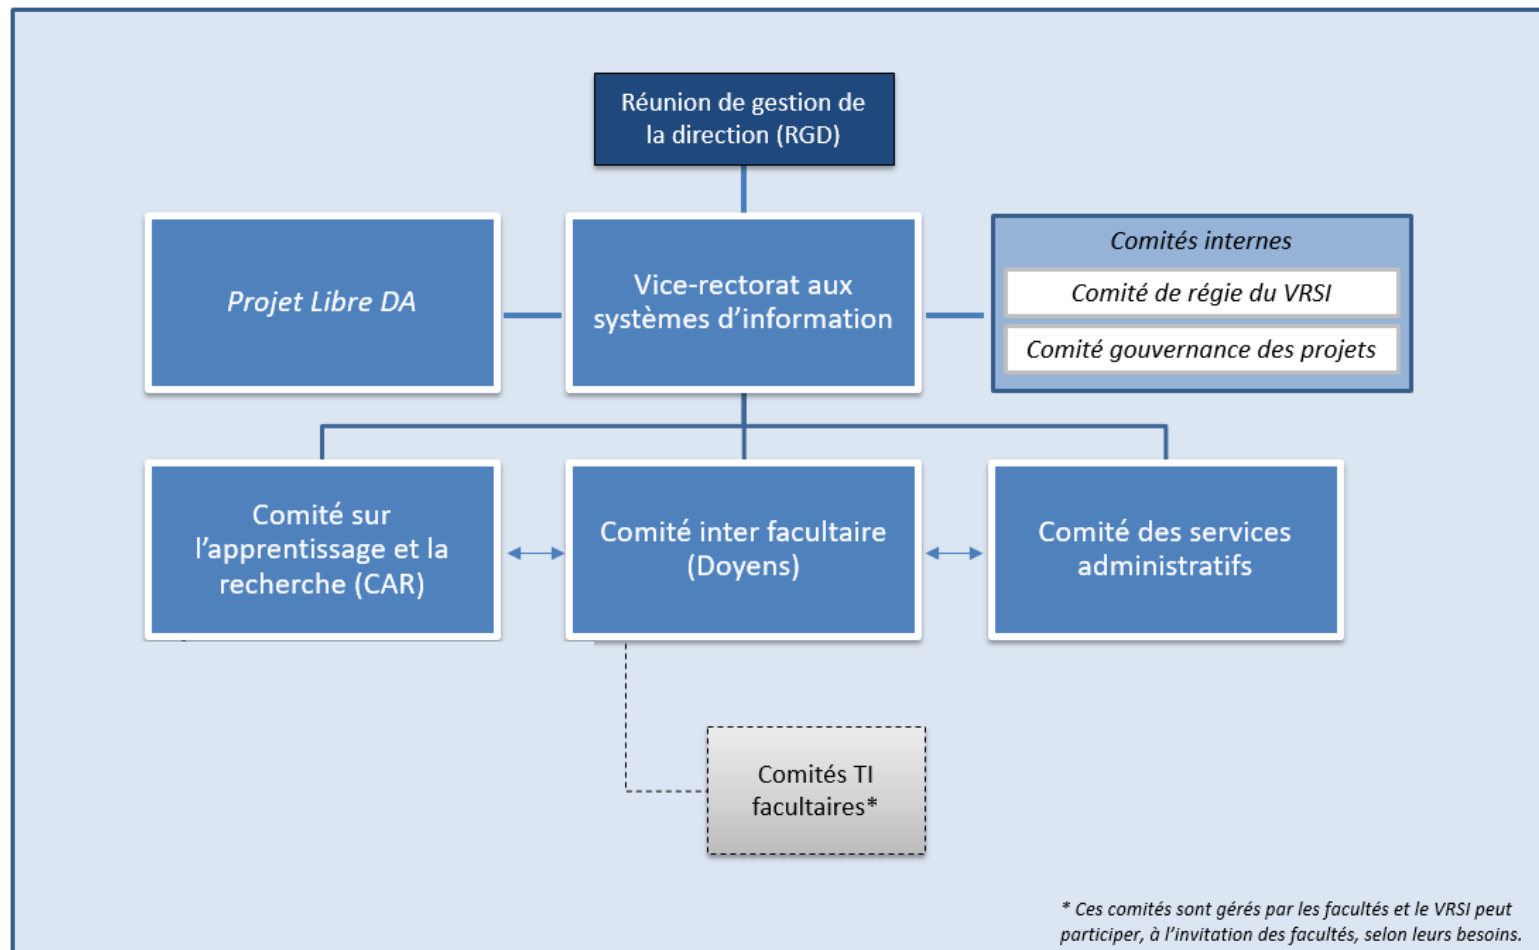 Réunion de gestion de
la direction (RGD)
Projet Libre DA
Vice-rectorat aux
systèmes d'information
Comités internes
Comité de régie du VRSI
Comité gouvernance des projets
Comité sur
l'apprentissage et la
recherche (CAR)
Comité inter facultaire
(Doyens)
Comité des services
administratifs
Comités TI
facultaires*
* Ces comités sont gérés par les facultés et le VRSI peut
participer, à l'invitation des facultés, selon leurs besoins.